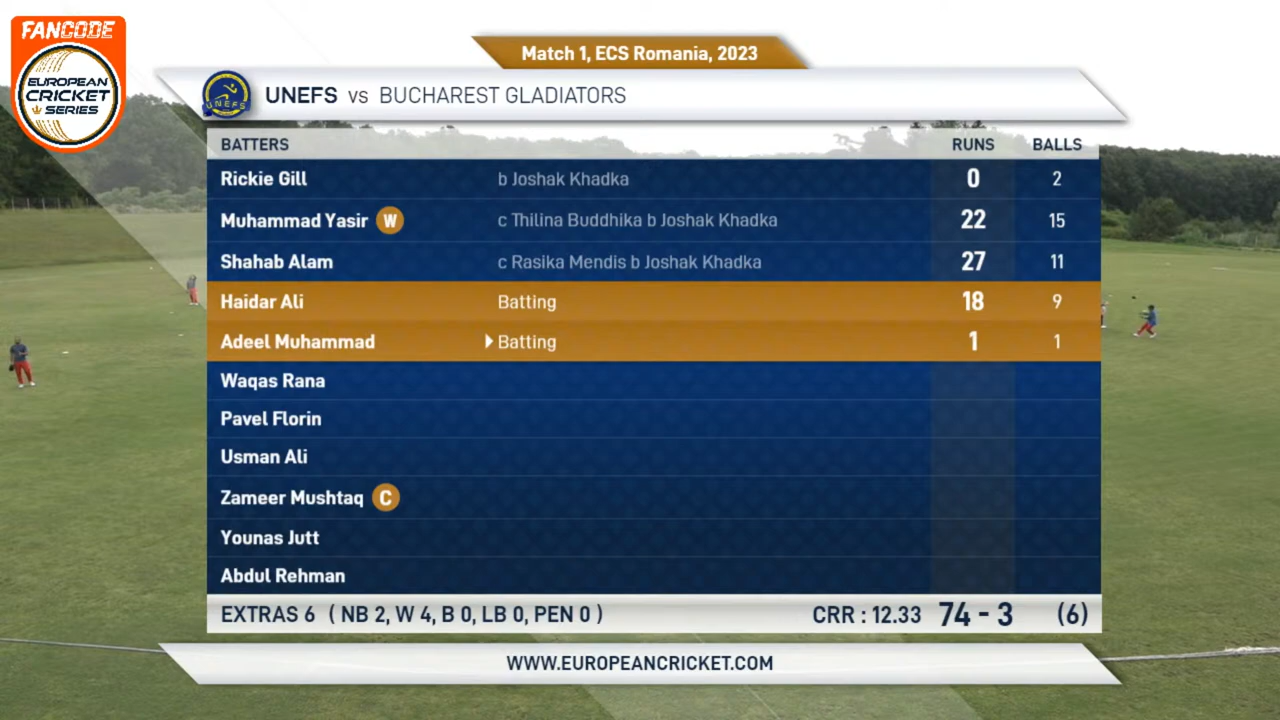 FANCODE
EUROPEAN
CRICKET
SERIES
Match 1, ECS Romania, 2023
UNEFS
UNEFS vs BUCHAREST GLADIATORS
BATTERS RUNS BALLS
Rickie Gill b Joshak Khadka 0 2
Muhammad Yasir W c Thilina Buddhika b Joshak Khadka 22 15
Shahab Alam c Rasika Mendis b Joshak Khadka 27 11
Haidar Ali Batting 18 9
Adeel Muhammad Batting 1 1
Waqas Rana
Pavel Florin
Usman Ali
Zameer Mushtaq C
Younas Jutt
Abdul Rehman
EXTRAS 6 ( NB 2, W 4, B 0, LB 0, PEN 0 ) CRR : 12.33 74 - 3 (6)
WWW.EUROPEANCRICKET.COM